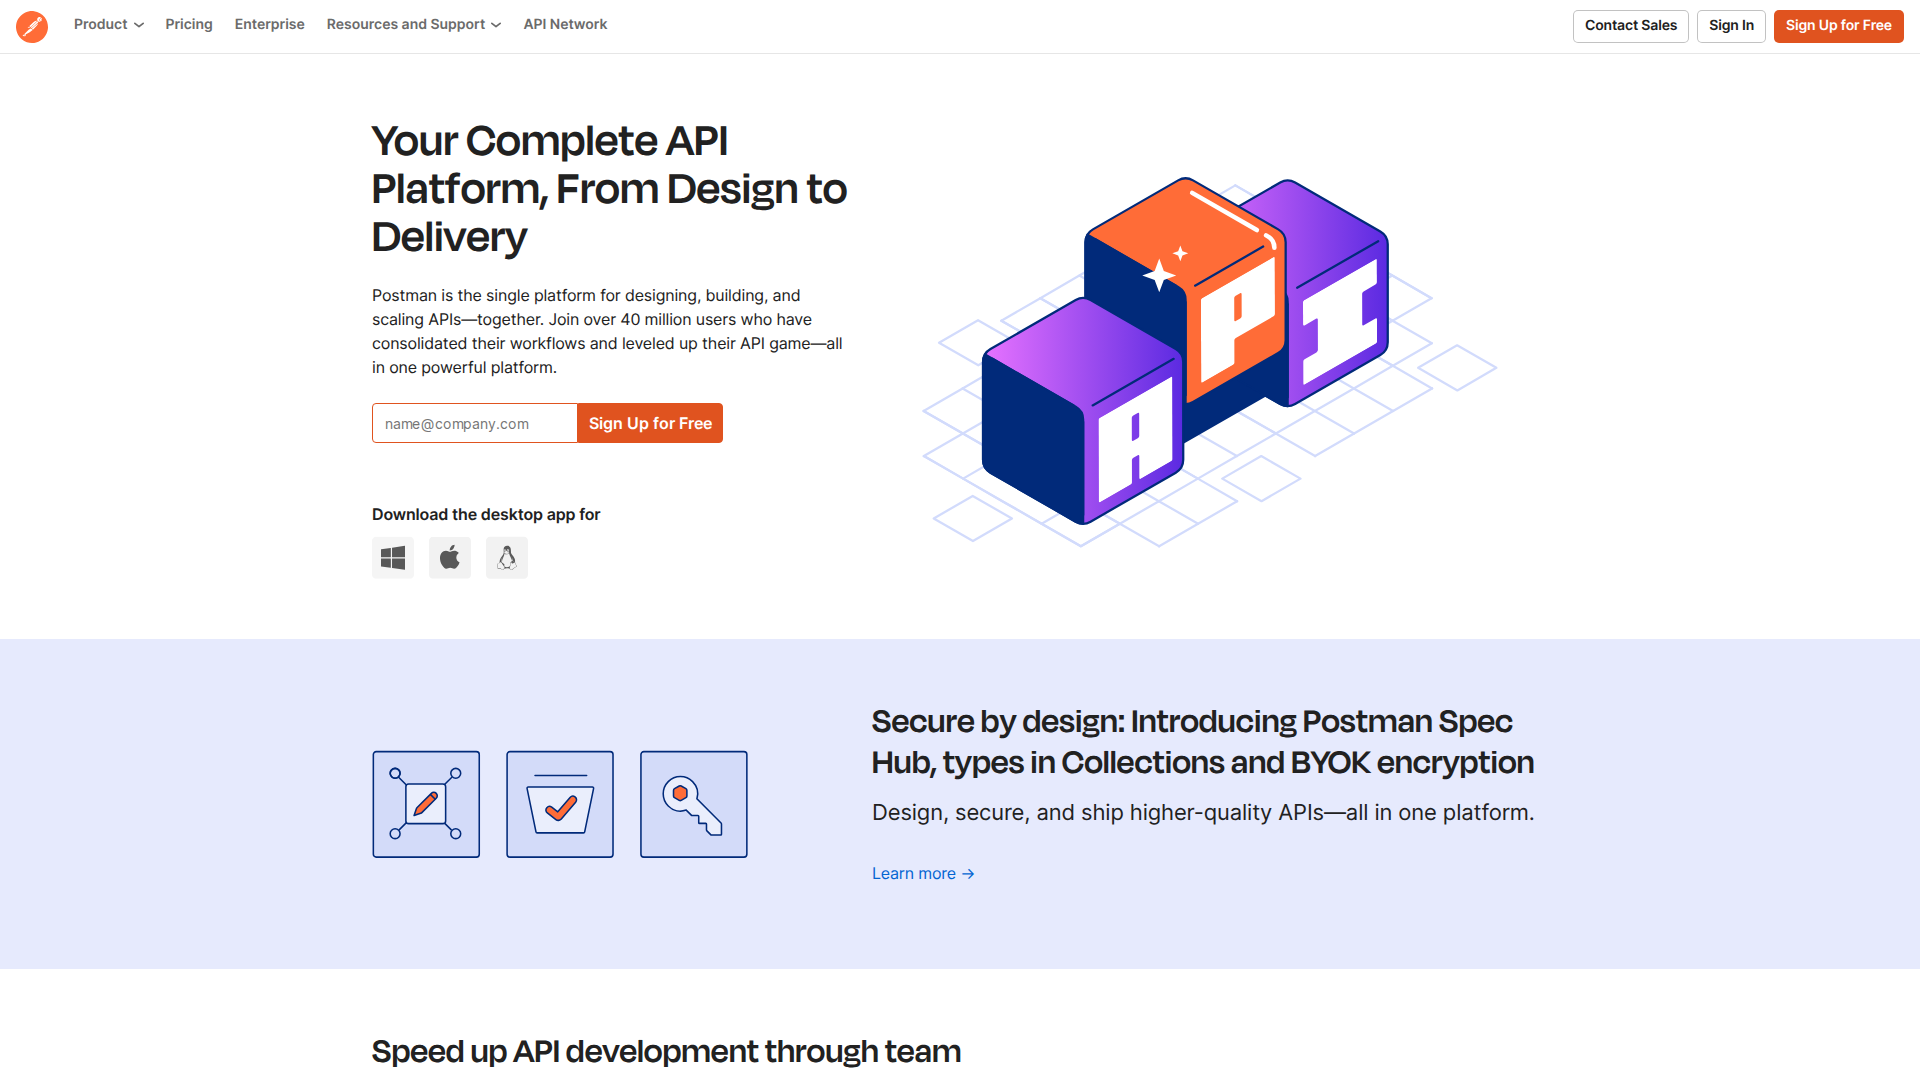 Product
Pricing
Enterprise
Resources and Support
API Network
Contact Sales
Sign In
Sign Up for Free
Your Complete API
Platform, From Design to
Delivery
Postman is the single platform for designing, building, and
scaling APIs—together. Join over 40 million users who have
consolidated their workflows and leveled up their API game—all
in one powerful platform.
name@company.com
Sign Up for Free
Download the desktop app for
A P I
Secure by design: Introducing Postman Spec
Hub, types in Collections and BYOK encryption
Design, secure, and ship higher-quality APIs—all in one platform.
Learn more →
Speed up API development through team